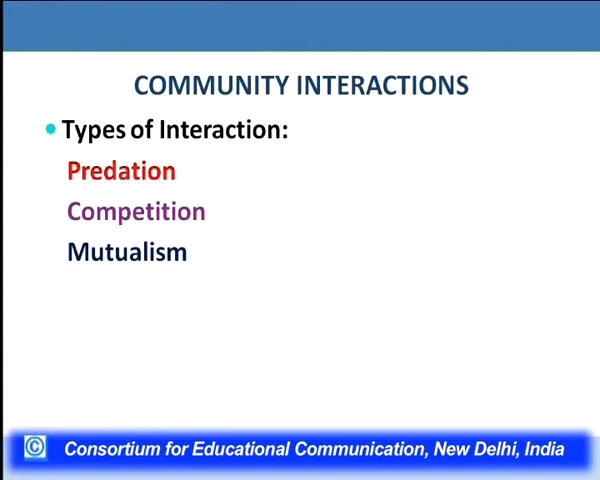 COMMUNITY INTERACTIONS
Types of Interaction:
Predation
Competition
Mutualism
© Consortium for Educational Communication, New Delhi, India